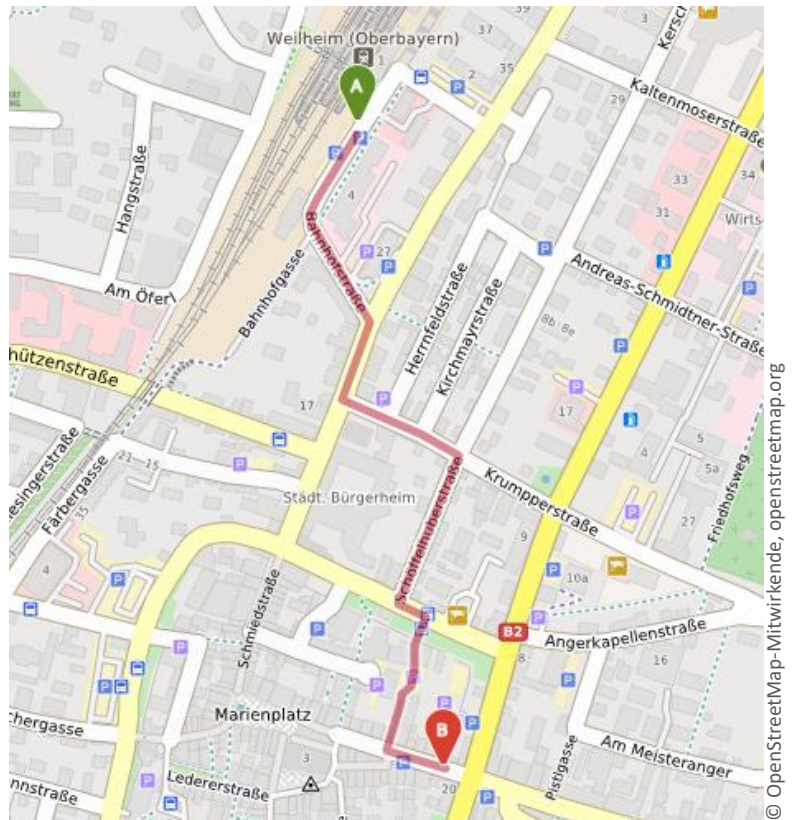 Weilheim (Oberbayern)
1
3
37
Kersch
A
2
35
29
Kaltenmoserstraße
Hangstraße
4
33
34
31
Wirts-
Bahnhofstraße
27
Am Öferl
Bahnhofgasse
Herrnfeldstraße
Kirchmayrstraße
8b, 8e
Andreas-Schmidtner-Straße
hützenstraße
17
17
esingerstraße
Färbergasse
21—15
35
Städt. Bürgerheim
Schöffelhuberstraße
Krumpperstraße
4
5
5a
27
Friedhofsweg
4
9
10a
Schmiedstraße
B2
Angerkapellenstraße
8
16
Marienplatz
chergasse
3
B
Am Meisteranger
Pistlgasse
nnstraße
Ledererstraße
20
© OpenStreetMap-Mitwirkende, openstreetmap.org